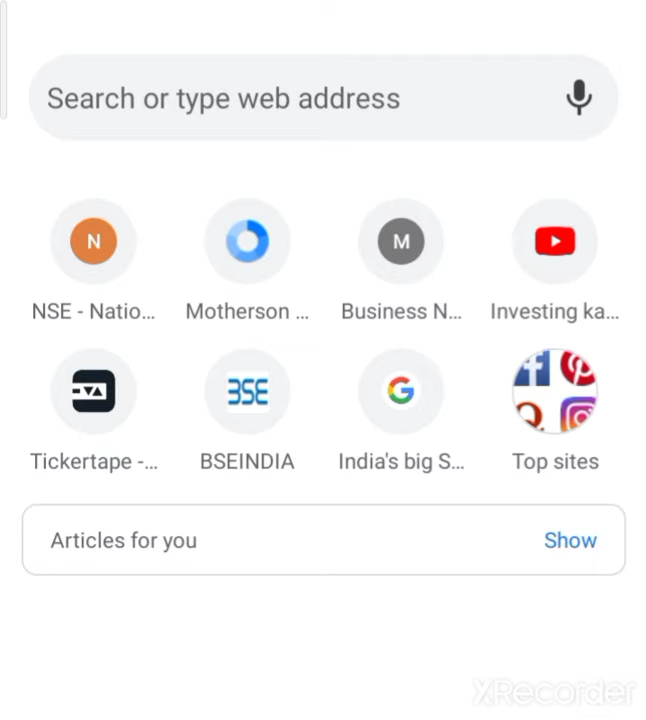 Search or type web address
N
M
NSE - Natio...
Motherson ...
Business N...
Investing ka...
BSE
G
f
Tickertape -...
BSEINDIA
India's big S...
Top sites
Articles for you
Show
XRecorder